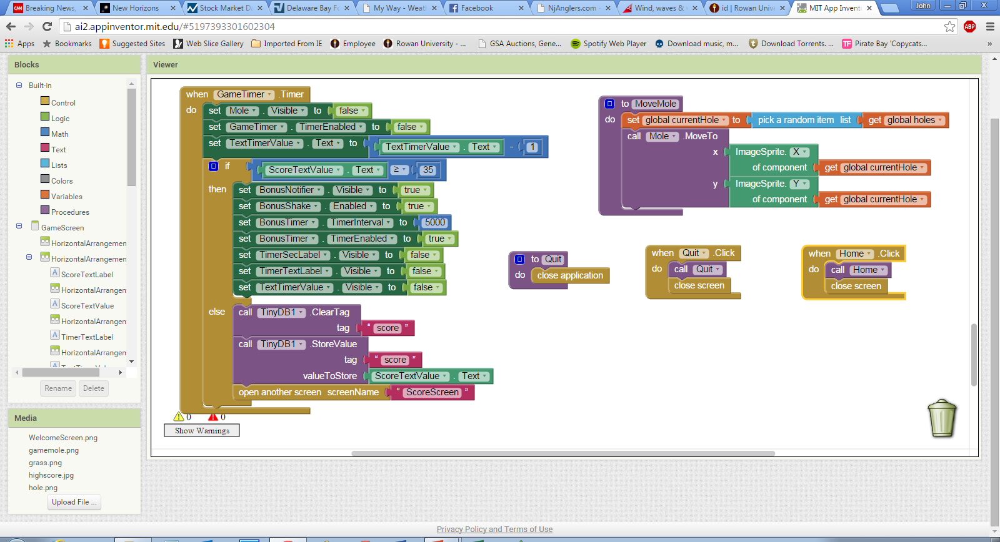 Breaking News,
New Horizons
Stock Market Da
Delaware Bay Fo
My Way - Weath
Facebook
NjAnglers.com -
Wind, waves &
id | Rowan Unive
MIT App Invento
John
ai2.appinventor.mit.edu/#5197393301602304
ABP
Apps
Bookmarks
Suggested Sites
Web Slice Gallery
Imported From IE
Employee
Rowan University - ...
GSA Auctions, Gene...
Spotify Web Player
Download music, m...
Download Torrents. ...
Pirate Bay 'Copycats...
»
Blocks
Built-in
Control
Logic
Math
Text
Lists
Colors
Variables
Procedures
GameScreen
HorizontalArrangemen
HorizontalArrangemen
ScoreTextLabel
HorizontalArrangem
ScoreTextValue
HorizontalArrangem
TimerTextLabel
HorizontalArrangem
Rename
Delete
Media
WelcomeScreen.png
gamemole.png
grass.png
highscore.jpg
hole.png
Upload File ...
Viewer
when GameTimer .Timer
do set Mole . Visible to false
set GameTimer . TimerEnabled to false
set TextTimerValue . Text to TextTimerValue . Text - 1
if ScoreTextValue . Text ≥ 35
then set BonusNotifier . Visible to true
set BonusShake . Enabled to true
set BonusTimer . TimerInterval to 5000
set BonusTimer . TimerEnabled to true
set TimerSecLabel . Visible to false
set TimerTextLabel . Visible to false
set TextTimerValue . Visible to false
else call TinyDB1 .ClearTag
tag “ score ”
call TinyDB1 .StoreValue
tag “ score ”
valueToStore ScoreTextValue . Text
open another screen screenName “ ScoreScreen ”
0 0
Show Warnings
to MoveMole
do set global currentHole to pick a random item list get global holes
call Mole .MoveTo
x ImageSprite. X
of component get global currentHole
y ImageSprite. Y
of component get global currentHole
to Quit
do close application
when Quit .Click
do call Quit
close screen
when Home .Click
do call Home
close screen
Privacy Policy and Terms of Use